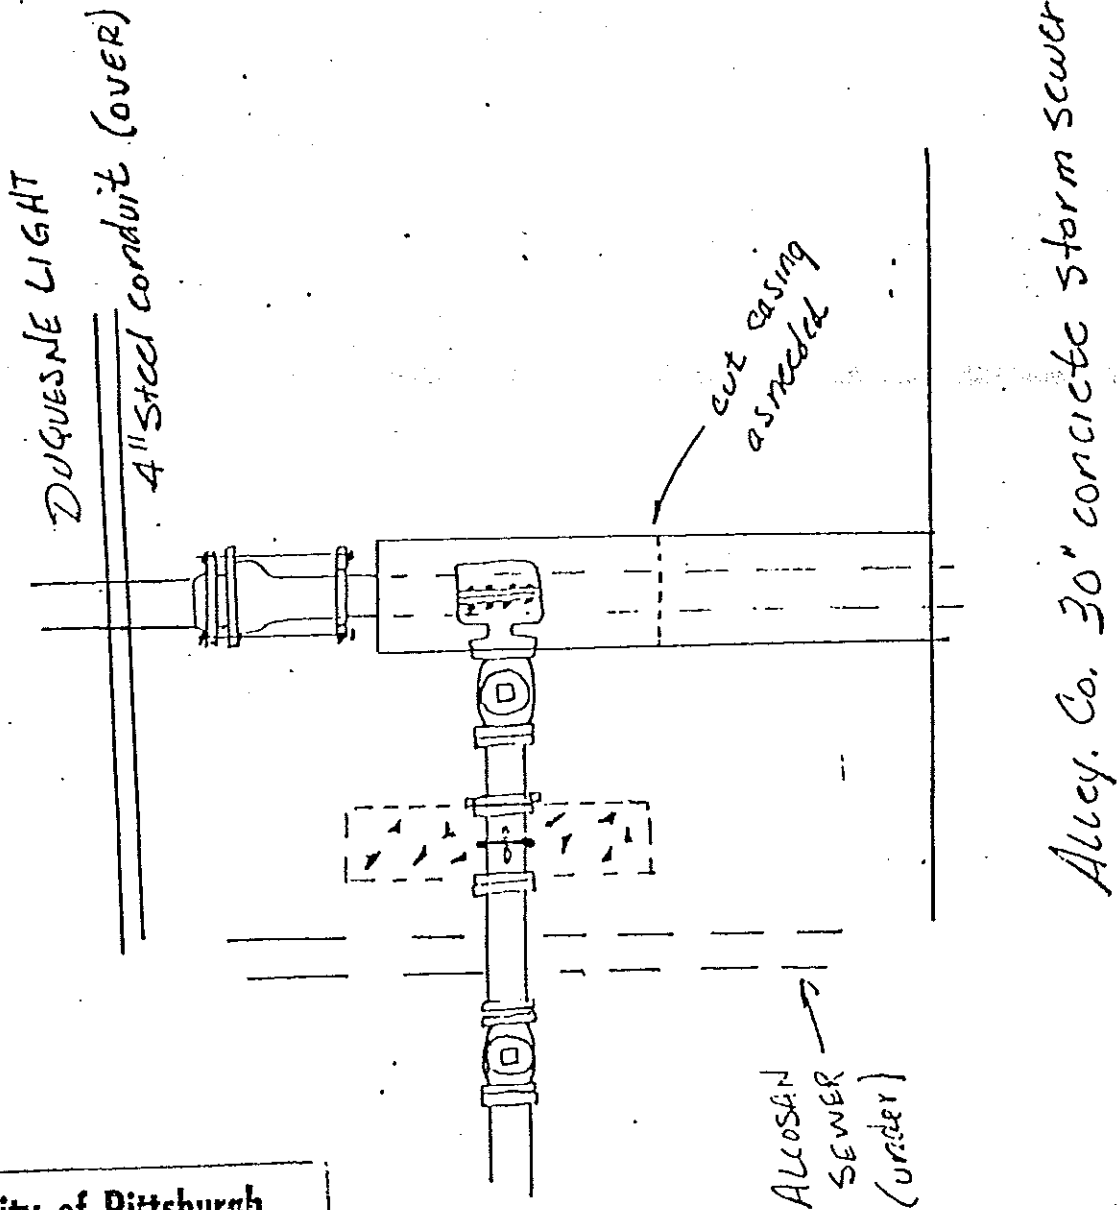 DUQUESNE LIGHT
4" Steel conduit (OVER)
cut casing
as needed
Alley. Co. 30" concrete storm sewer
ALCOSAN
SEWER
(under)
City of Pittsburgh